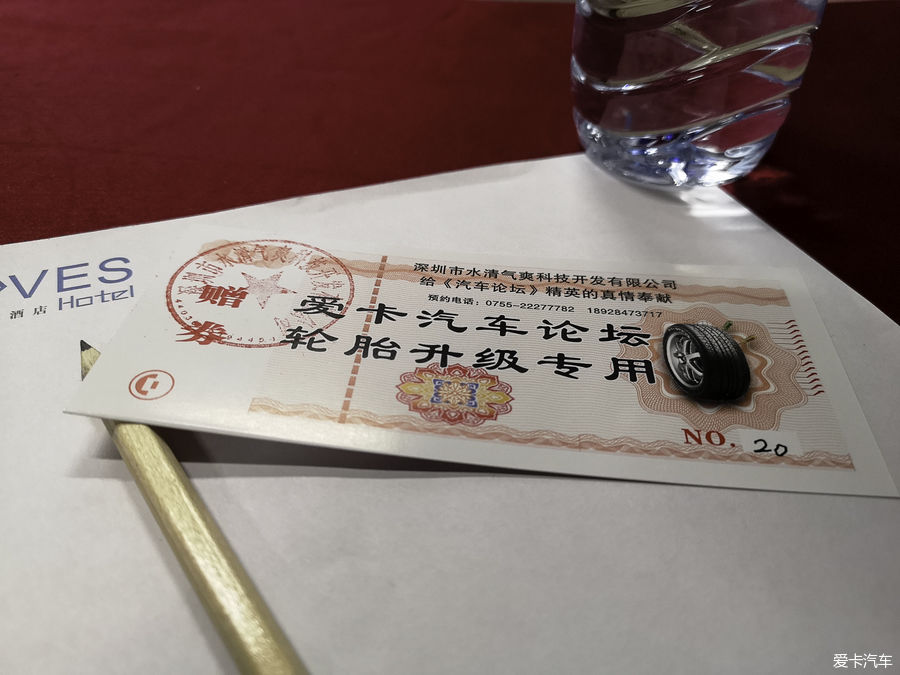 VES
酒店 Hotel
赠券
深圳市水清气爽科技开发有限公司
给《汽车论坛》精英的真情奉献
预约电话：0755-22277782 18928473717
爱卡汽车论坛
轮胎升级专用
NO. 20
爱卡汽车